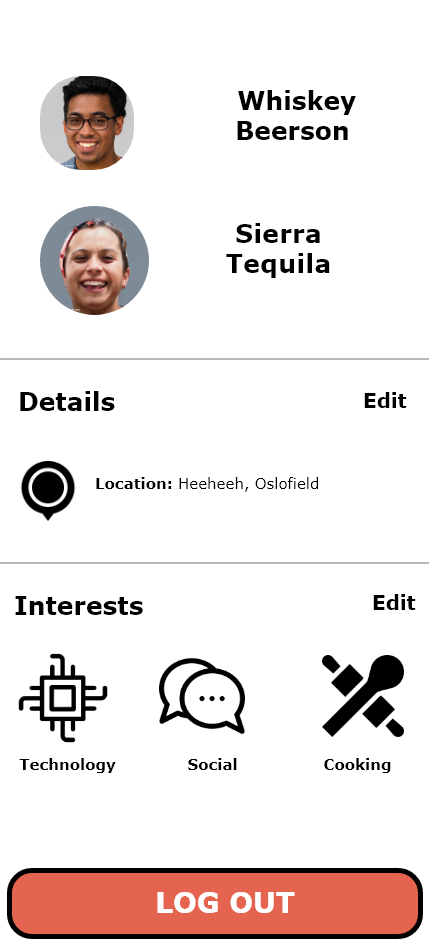 Whiskey
Beerson
Sierra
Tequila
Details
Edit
Location: Heeheeh, Oslofield
Interests
Edit
Technology
Social
Cooking
LOG OUT